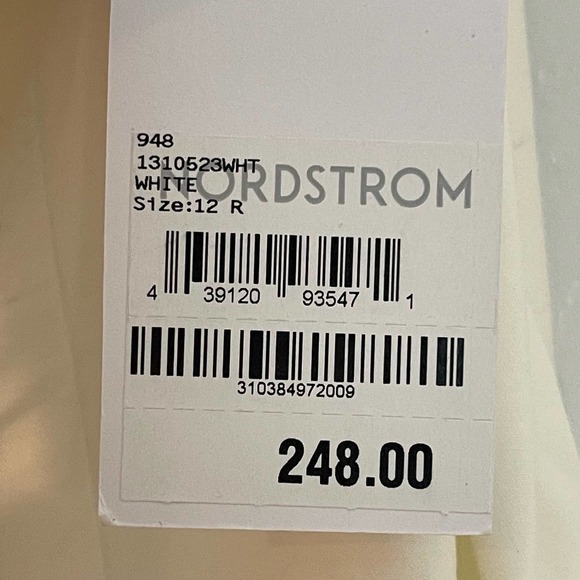 948
1310523WHT
WHITE
NORDSTROM
Size:12 R
4 39120 93547 1
310384972009
248.00